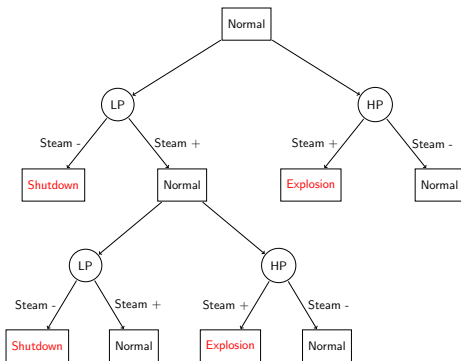 Normal
LP
HP
Steam -
Steam +
Steam +
Steam -
Shutdown
Normal
Explosion
Normal
LP
HP
Steam -
Steam +
Steam +
Steam -
Shutdown
Normal
Explosion
Normal